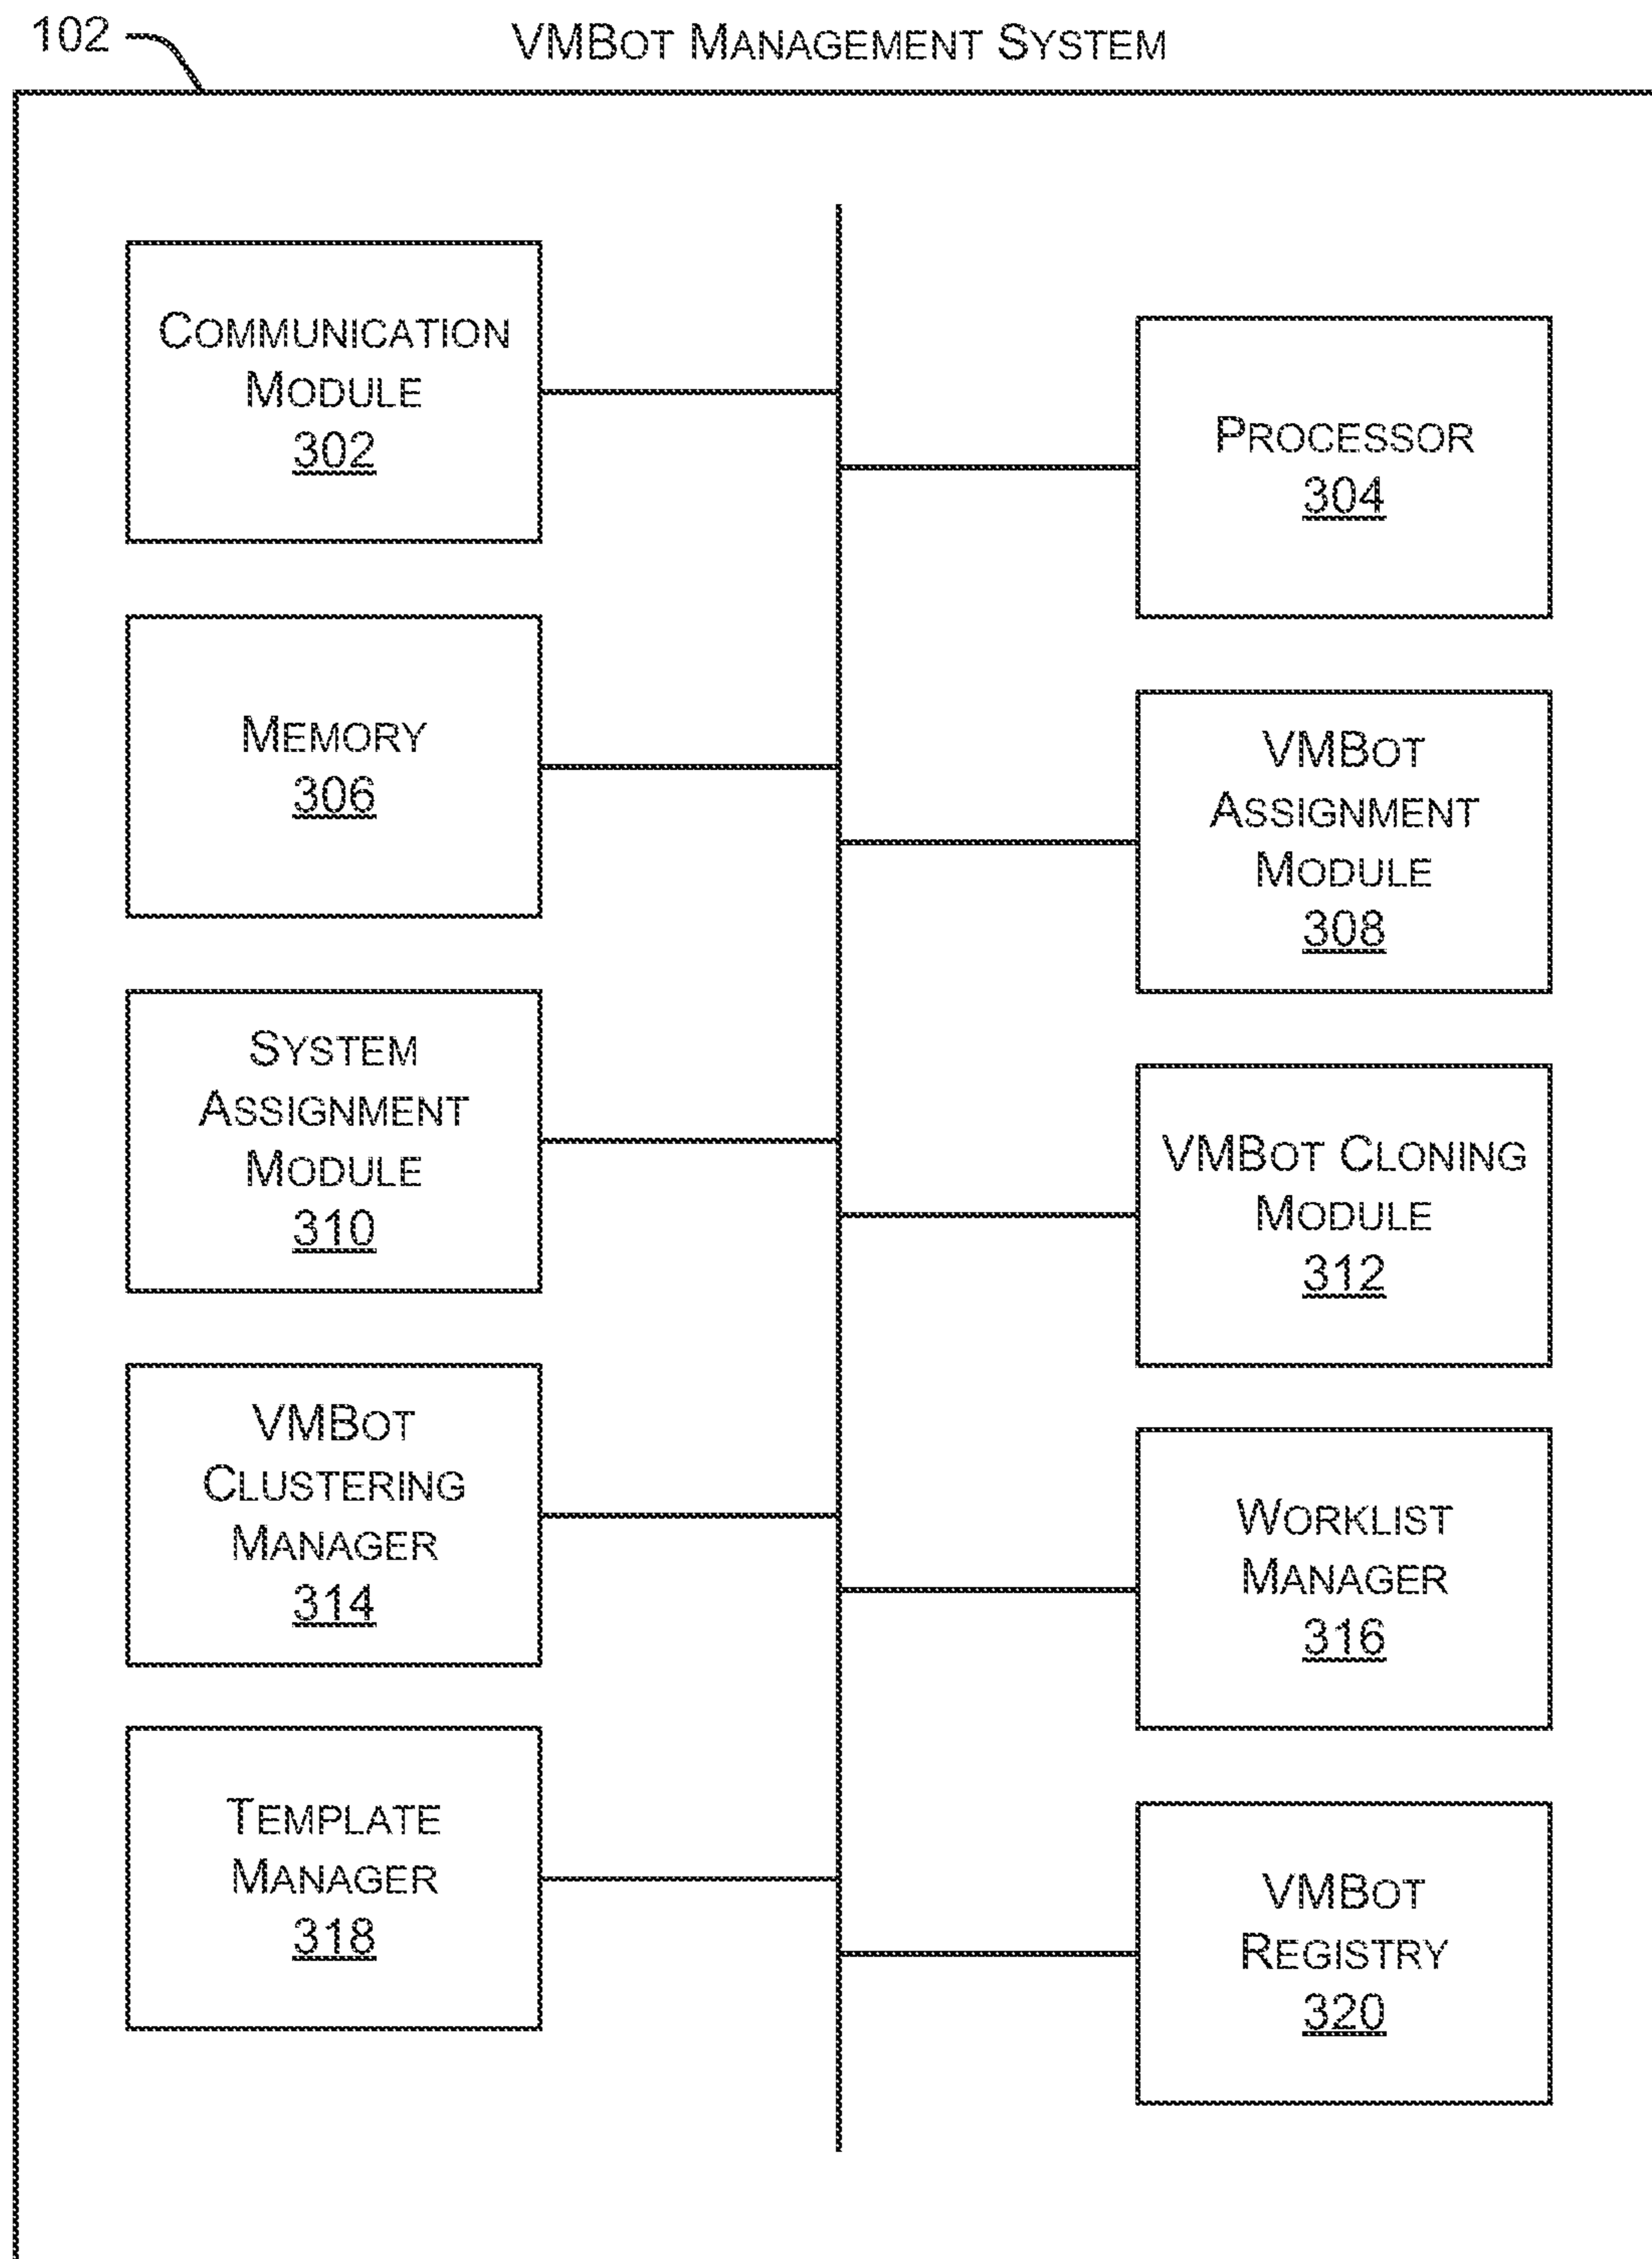 102
VMBOT MANAGEMENT SYSTEM
COMMUNICATION
MODULE
302
PROCESSOR
304
MEMORY
306
VMBOT
ASSIGNMENT
MODULE
308
SYSTEM
ASSIGNMENT
MODULE
310
VMBOT CLONING
MODULE
312
VMBOT
CLUSTERING
MANAGER
314
WORKLIST
MANAGER
316
TEMPLATE
MANAGER
318
VMBOT
REGISTRY
320